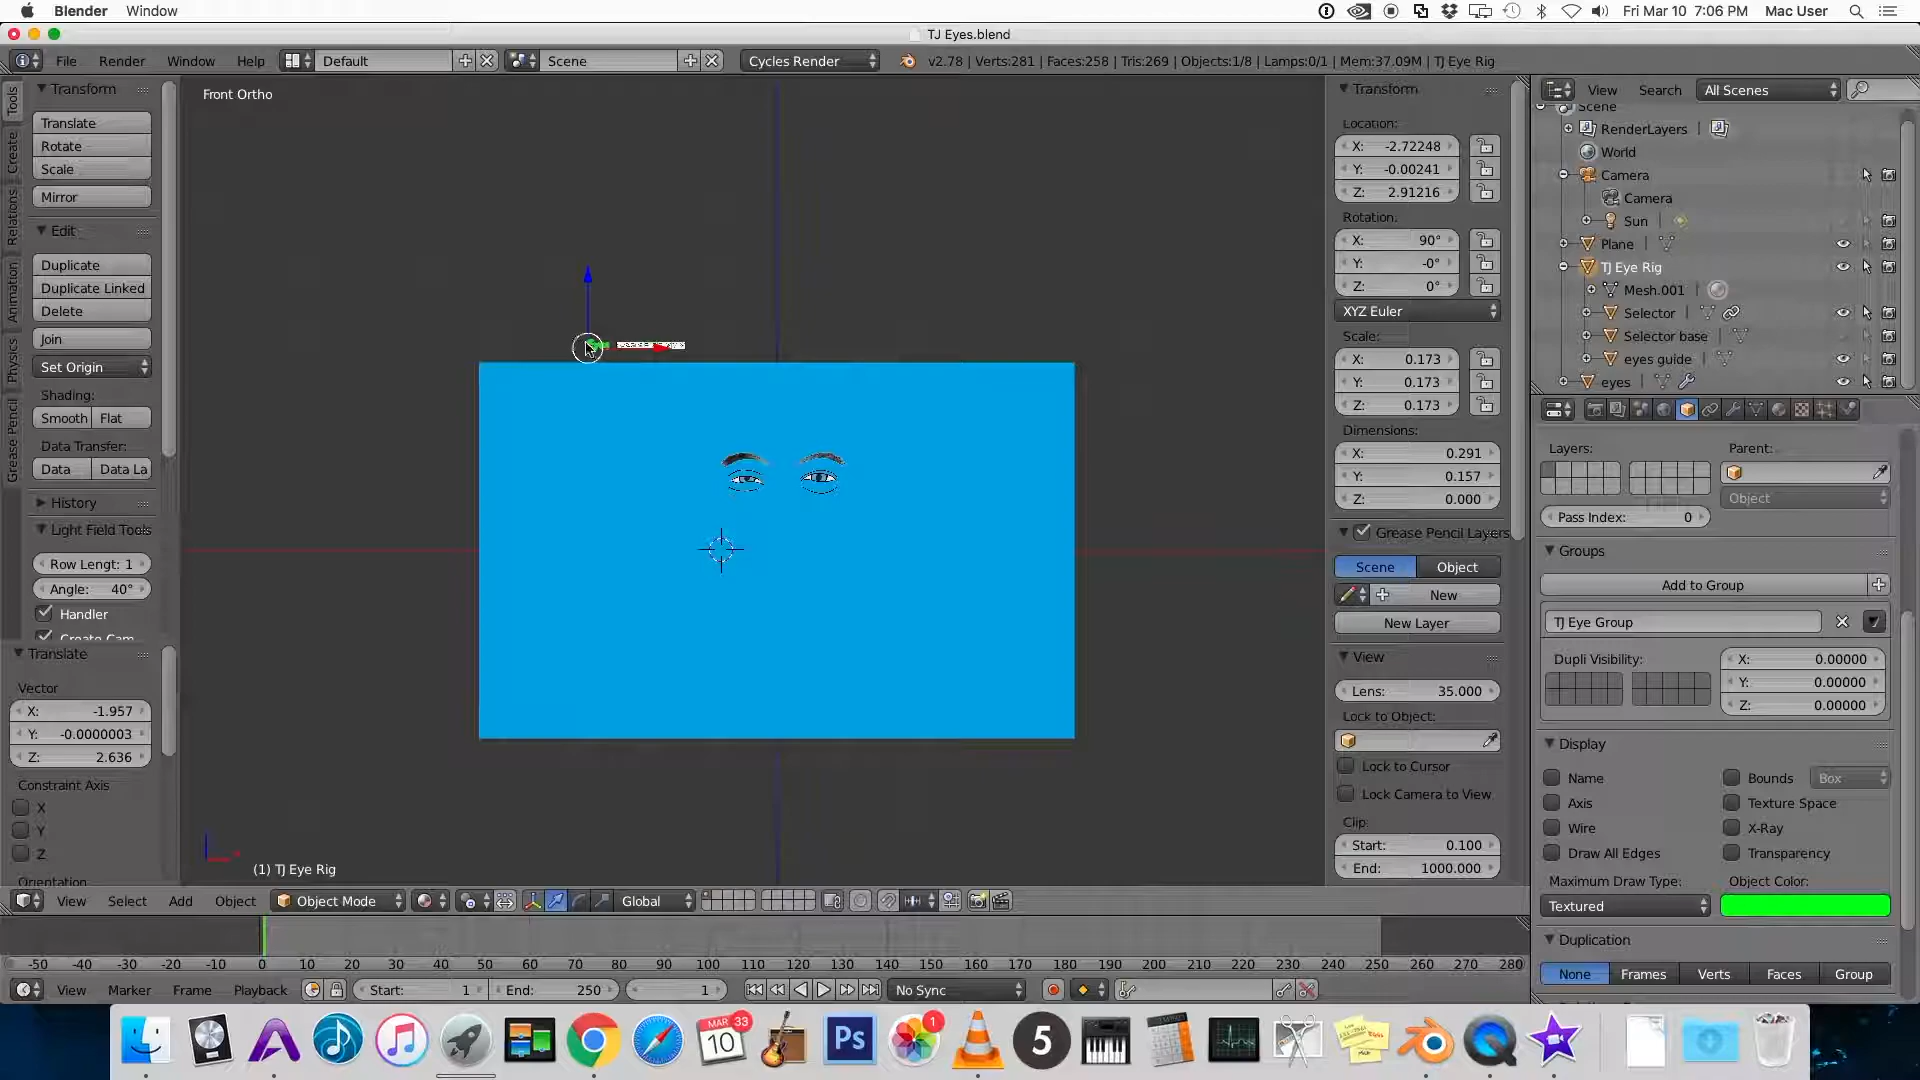 Blender Window Fri Mar 10 7:06 PM Mac User
TJ Eyes.blend
File Render Window Help Default Scene Cycles Render v2.78 | Verts:281 | Faces:258 | Tris:269 | Objects:1/8 | Lamps:0/1 | Mem:37.09M | TJ Eye Rig
Tools
Create
Relations
Animation
Physics
Grease Pencil
Transform
Translate
Rotate
Scale
Mirror
Edit
Duplicate
Duplicate Linked
Delete
Join
Set Origin
Shading:
Smooth Flat
Data Transfer:
Data Data La
History
Light Field Tools
Row Lengt: 1
Angle: 40°
Handler
Create Cam
Translate
Vector
X: -1.957
Y: -0.0000003
Z: 2.636
Constraint Axis
X
Y
Z
Orientation
Front Ortho
(1) TJ Eye Rig
View Select Add Object Object Mode Global
Transform
Location:
X: -2.72248
Y: -0.00241
Z: 2.91216
Rotation:
X: 90°
Y: -0°
Z: 0°
XYZ Euler
Scale:
X: 0.173
Y: 0.173
Z: 0.173
Dimensions:
X: 0.291
Y: 0.157
Z: 0.000
Grease Pencil Layers
Scene Object
New
New Layer
View
Lens: 35.000
Lock to Object:
Lock to Cursor
Lock Camera to View
Clip:
Start: 0.100
End: 1000.000
View Search All Scenes
Scene
RenderLayers
World
Camera
Camera
Sun
Plane
TJ Eye Rig
Mesh.001
Selector
Selector base
eyes guide
eyes
Layers: Parent:
Object
Pass Index: 0
Groups
Add to Group
TJ Eye Group
Dupli Visibility:
X: 0.00000
Y: 0.00000
Z: 0.00000
Display
Name Bounds Box
Axis Texture Space
Wire X-Ray
Draw All Edges Transparency
Maximum Draw Type: Object Color:
Textured
Duplication
None Frames Verts Faces Group
-50 -40 -30 -20 -10 0 10 20 30 40 50 60 70 80 90 100 110 120 130 140 150 160 170 180 190 200 210 220 230 240 250 260 270 280
View Marker Frame Playback Start: 1 End: 250 1 No Sync
MAR 33
10
Ps
1
5